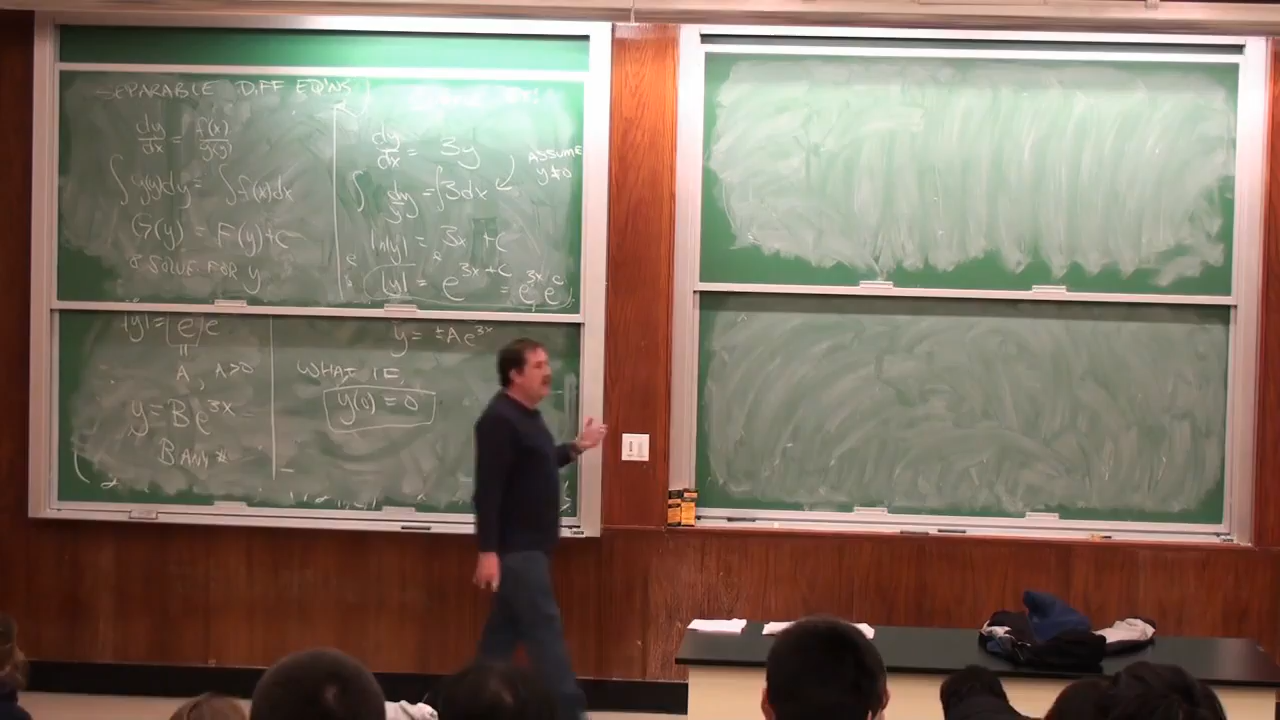 SEPARABLE DIFF EQ'NS
dy/dx = f(x)/g(y)
∫ g(y)dy = ∫ f(x)dx
G(y) = F(y)+C
& SOLVE FOR y
dy/dx = 3y
ASSUME
y≠0
∫ dy/y = ∫ 3dx
ln|y| = 3x + C
|y| = e^{3x+C} = e^{3x} e^{c}
|y| = e e
"
A, A>0
y = Be^{3x}
B ANY #
y = ±Ae^{3x}
WHAT IF
y(0) = 0